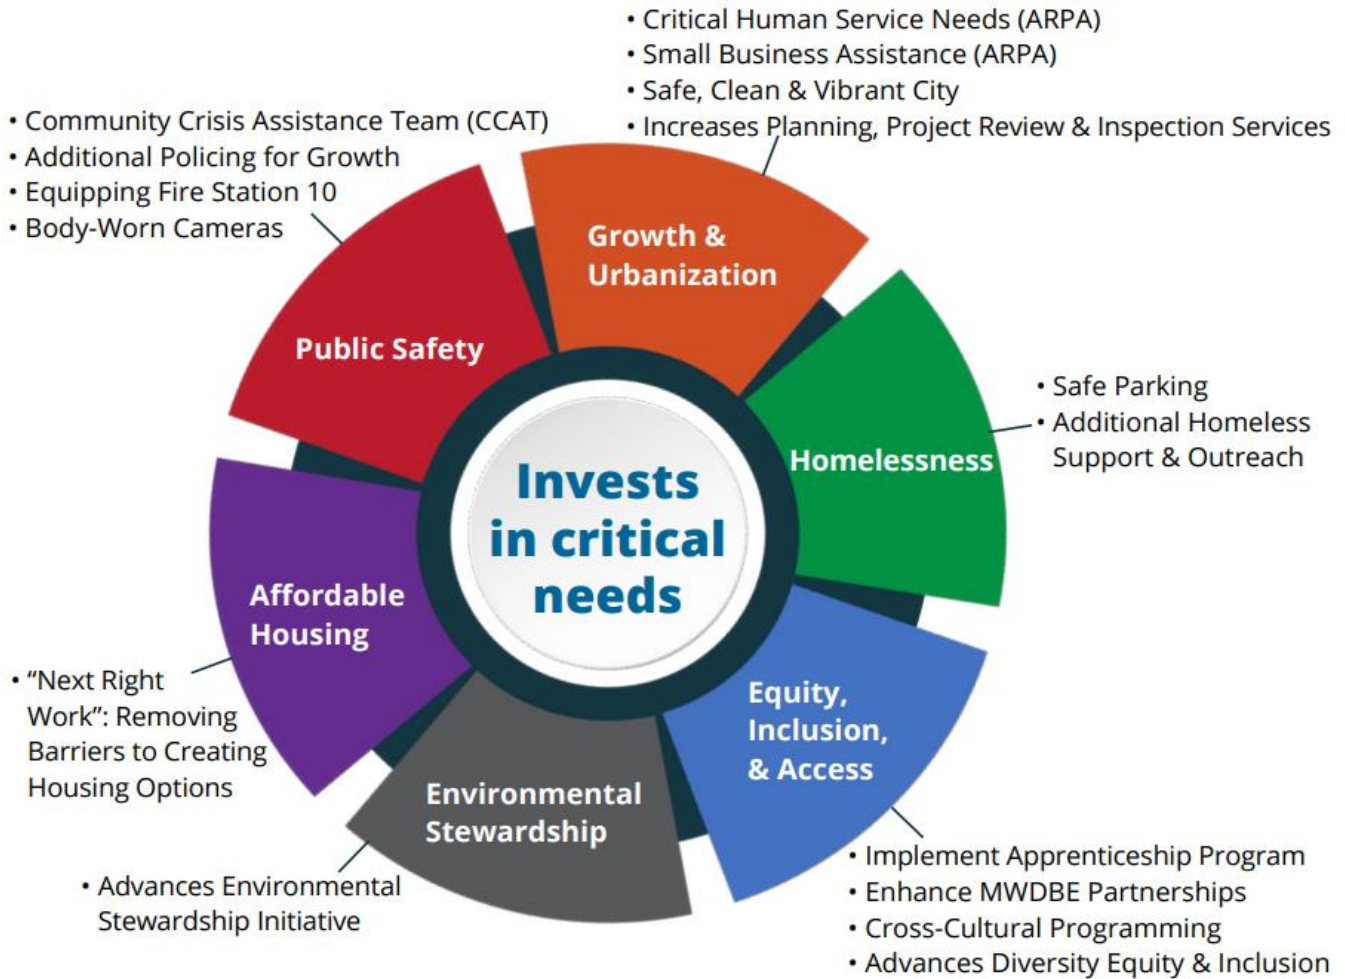 • Critical Human Service Needs (ARPA)
• Small Business Assistance (ARPA)
• Safe, Clean & Vibrant City
• Increases Planning, Project Review & Inspection Services
• Community Crisis Assistance Team (CCAT)
• Additional Policing for Growth
• Equipping Fire Station 10
• Body-Worn Cameras
Growth &
Urbanization
Public Safety
• Safe Parking
• Additional Homeless
Support & Outreach
Homelessness
Invests
in critical
needs
Affordable
Housing
• “Next Right
Work”: Removing
Barriers to Creating
Housing Options
Equity,
Inclusion,
& Access
Environmental
Stewardship
• Advances Environmental
Stewardship Initiative
• Implement Apprenticeship Program
• Enhance MWDBE Partnerships
• Cross-Cultural Programming
• Advances Diversity Equity & Inclusion